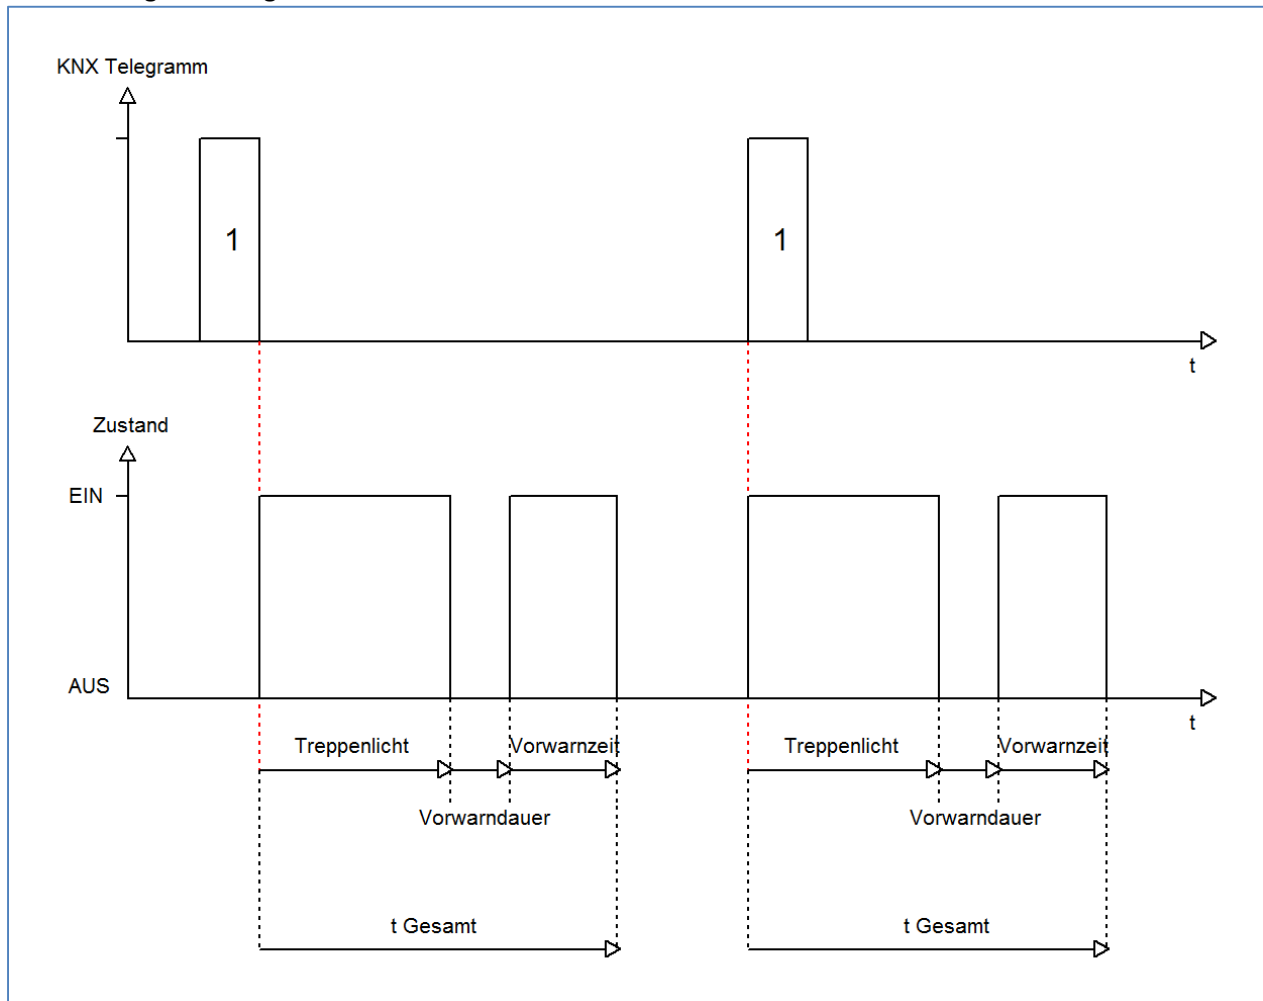 KNX Telegramm
1
1
t
Zustand
EIN
AUS
t
Treppenlicht
Vorwarnzeit
Treppenlicht
Vorwarnzeit
Vorwarndauer
Vorwarndauer
t Gesamt
t Gesamt